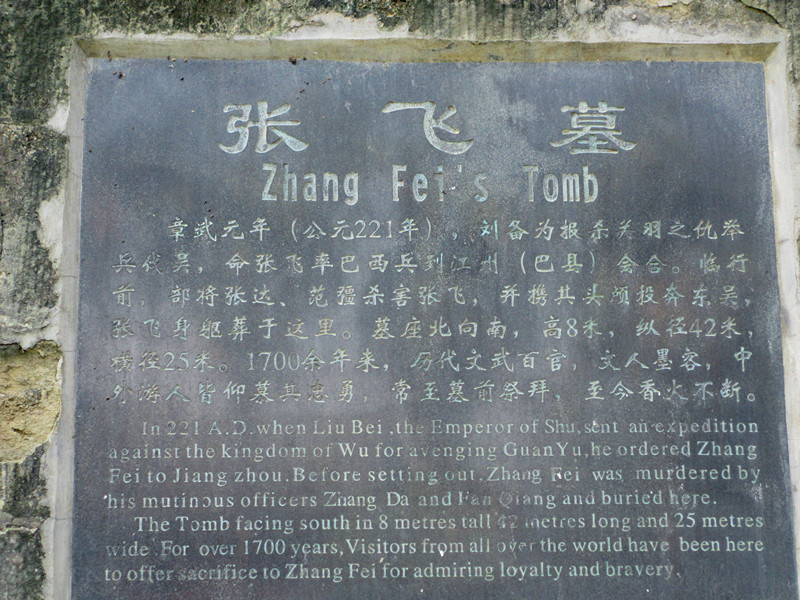 张飞墓
Zhang Fei's Tomb
章武元年（公元221年），刘备为报杀关羽之仇举
兵伐吴，命张飞率巴西兵到江州（巴县）会合。临行
前，部将张达、范彊杀害张飞，并携其头颅投奔东吴，
张飞身躯葬于这里。墓座北向南，高8米，纵径42米，
横径25米。1700余年来，历代文武百官，文人墨客，中
外游人皆仰慕其忠勇，常至墓前祭拜，至今香火不断。
In 221 A.D.when Liu Bei ,the Emperor of Shu,sent an expedition
against the kingdom of Wu for avenging GuanYu,he ordered Zhang
Fei to Jiang zhou.Before setting out,Zhang Fei was murdered by
his mutinous officers Zhang Da and Fan Qiang and buried here.
The Tomb facing south in 8 metres tall 42 metres long and 25 metres
wide .For over 1700 years,Visitors from all over the world have been here
to offer sacrifice to Zhang Fei for admiring loyalty and bravery.